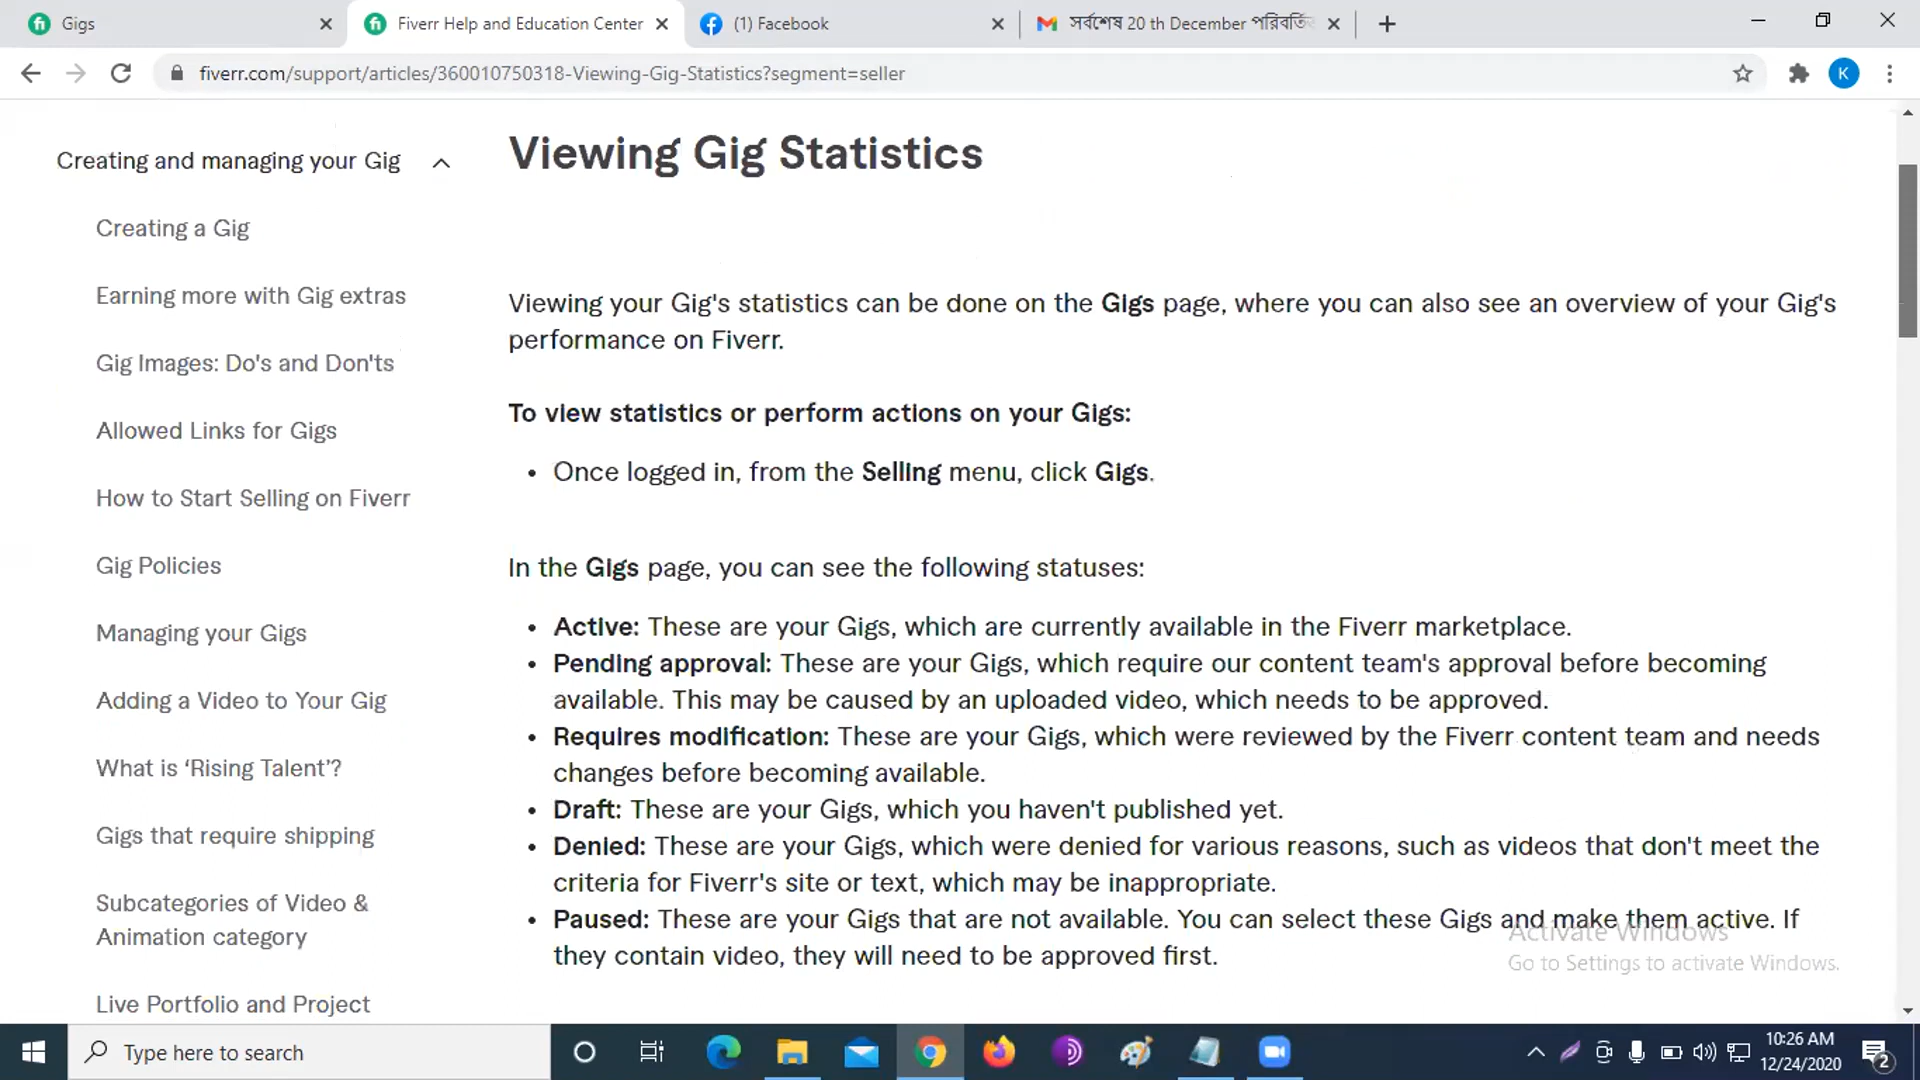 Gigs
Fiverr Help and Education Center
(1) Facebook
সর্বশেষ 20 th December পরিবর্তি
fiverr.com/support/articles/360010750318-Viewing-Gig-Statistics?segment=seller
K
Creating and managing your Gig
Creating a Gig
Earning more with Gig extras
Gig Images: Do's and Don'ts
Allowed Links for Gigs
How to Start Selling on Fiverr
Gig Policies
Managing your Gigs
Adding a Video to Your Gig
What is ‘Rising Talent’?
Gigs that require shipping
Subcategories of Video &
Animation category
Live Portfolio and Project
Viewing Gig Statistics
Viewing your Gig's statistics can be done on the Gigs page, where you can also see an overview of your Gig's
performance on Fiverr.
To view statistics or perform actions on your Gigs:
• Once logged in, from the Selling menu, click Gigs.
In the Gigs page, you can see the following statuses:
• Active: These are your Gigs, which are currently available in the Fiverr marketplace.
• Pending approval: These are your Gigs, which require our content team's approval before becoming
available. This may be caused by an uploaded video, which needs to be approved.
• Requires modification: These are your Gigs, which were reviewed by the Fiverr content team and needs
changes before becoming available.
• Draft: These are your Gigs, which you haven't published yet.
• Denied: These are your Gigs, which were denied for various reasons, such as videos that don't meet the
criteria for Fiverr's site or text, which may be inappropriate.
• Paused: These are your Gigs that are not available. You can select these Gigs and make them active. If
they contain video, they will need to be approved first.
Activate Windows
Go to Settings to activate Windows.
Type here to search
10:26 AM
12/24/2020
2